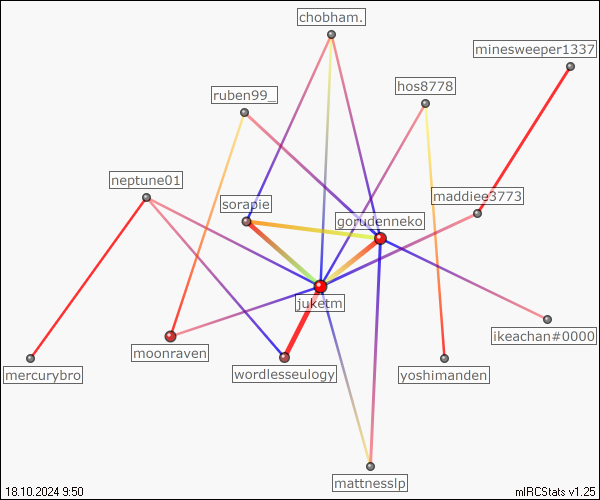 chobham.
minesweeper1337
hos8778
ruben99_
neptune01
maddiee3773
sorapie
gorudenneko
juketm
ikeachan#0000
moonraven
mercurybro
wordlesseulogy
yoshimanden
mattnesslp
18.10.2024 9:50
mIRCStats v1.25